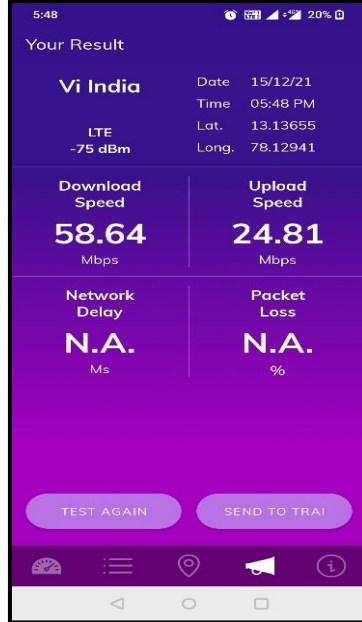 5:48
20%
Your Result
Vi India
LTE
-75 dBm
Date 15/12/21
Time 05:48 PM
Lat. 13.13655
Long. 78.12941
Download
Speed
58.64
Mbps
Upload
Speed
24.81
Mbps
Network
Delay
N.A.
Ms
Packet
Loss
N.A.
%
TEST AGAIN
SEND TO TRAI